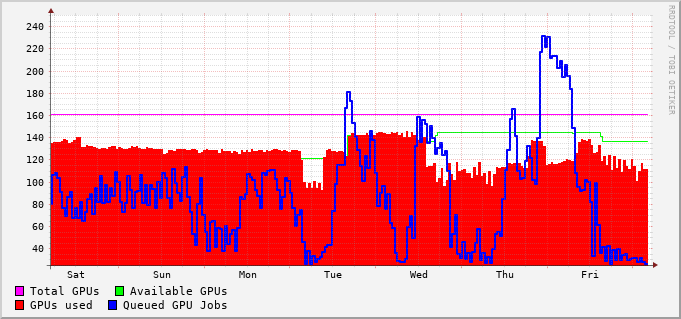 RRDTOOL / TOBI OETIKER
240
220
200
180
160
140
120
100
80
60
40
Sat Sun Mon Tue Wed Thu Fri
Total GPUs Available GPUs
GPUs used Queued GPU Jobs